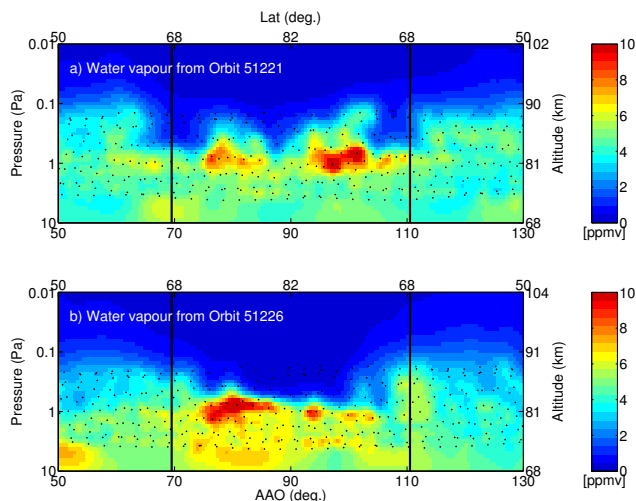 Lat (deg.)
50 68 82 68 50
0.01 102 10
a) Water vapour from Orbit 51221
8
0.1 90
6
Pressure (Pa) Altitude (km)
4
1 81
2
10 68 0
50 70 90 110 130 [ppmv]
50 68 82 68 50
0.01 104 10
b) Water vapour from Orbit 51226
8
0.1 91
6
Pressure (Pa) Altitude (km)
4
1 81
2
10 68 0
50 70 90 110 130 [ppmv]
AAO (deg.)